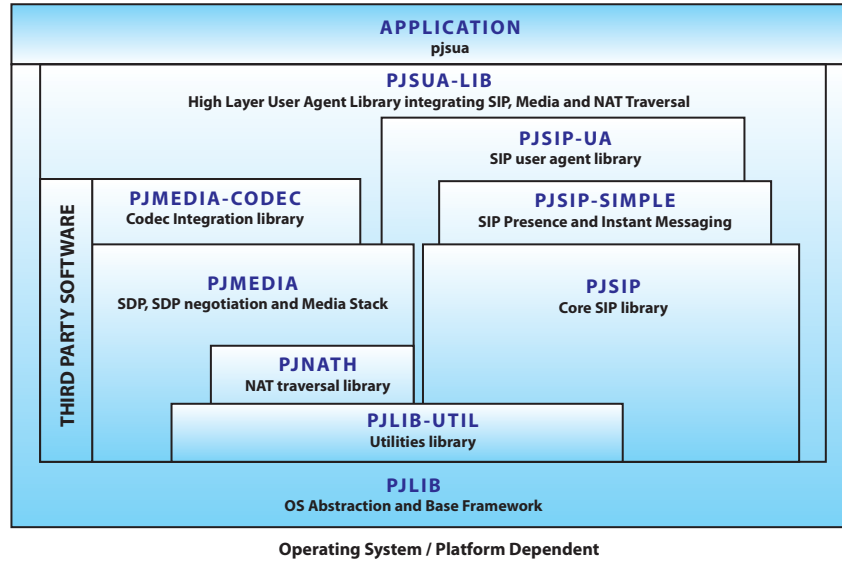 APPLICATION
pjsua
PJSUA-LIB
High Layer User Agent Library integrating SIP, Media and NAT Traversal
PJSIP-UA
SIP user agent library
PJMEDIA-CODEC
Codec Integration library
PJSIP-SIMPLE
SIP Presence and Instant Messaging
THIRD PARTY SOFTWARE
PJMEDIA
SDP, SDP negotiation and Media Stack
PJSIP
Core SIP library
PJNATH
NAT traversal library
PJLIB-UTIL
Utilities library
PJLIB
OS Abstraction and Base Framework
Operating System / Platform Dependent